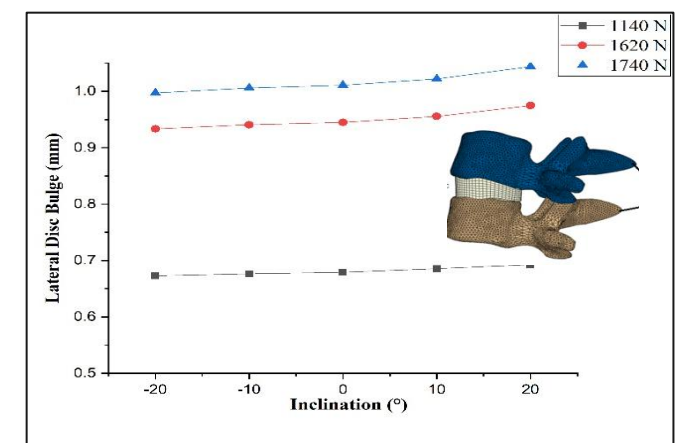 1140 N
1620 N
1740 N
1.0
0.9
0.8
0.7
0.6
0.5
Lateral Disc Bulge (mm)
-20 -10 0 10 20
Inclination (°)